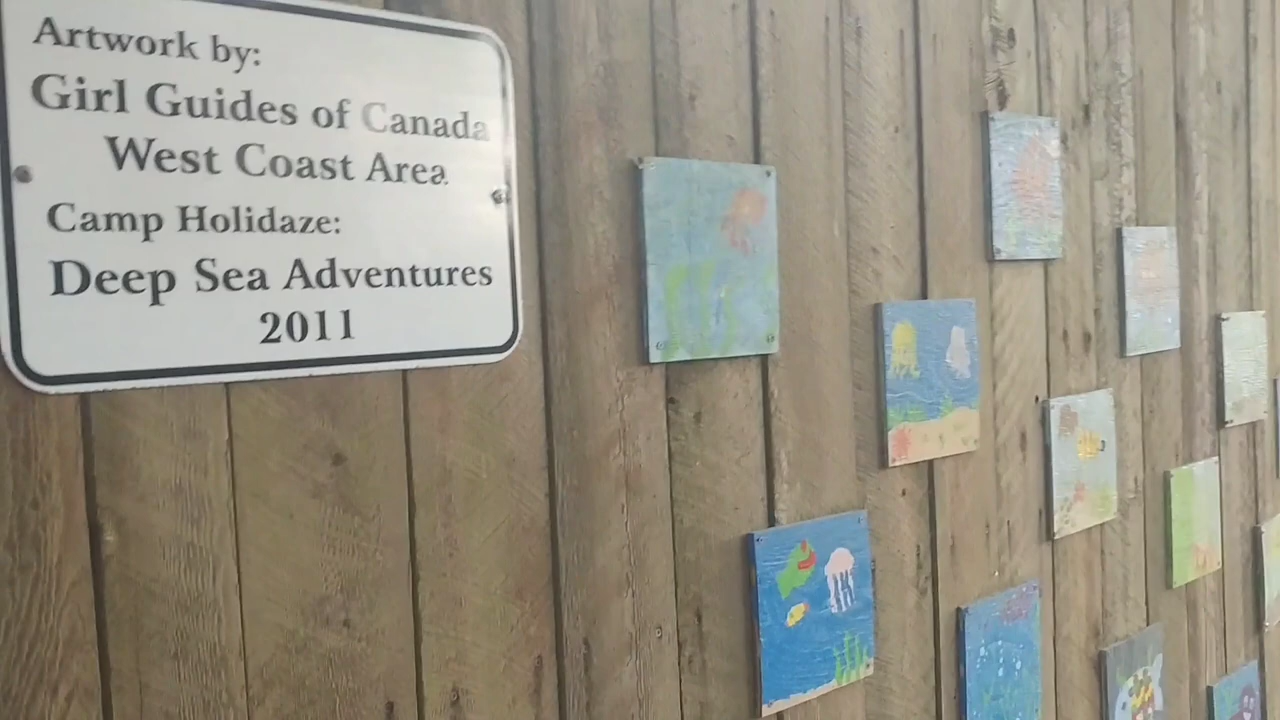 Artwork by:
Girl Guides of Canada
West Coast Area
Camp Holidaze:
Deep Sea Adventures
2011